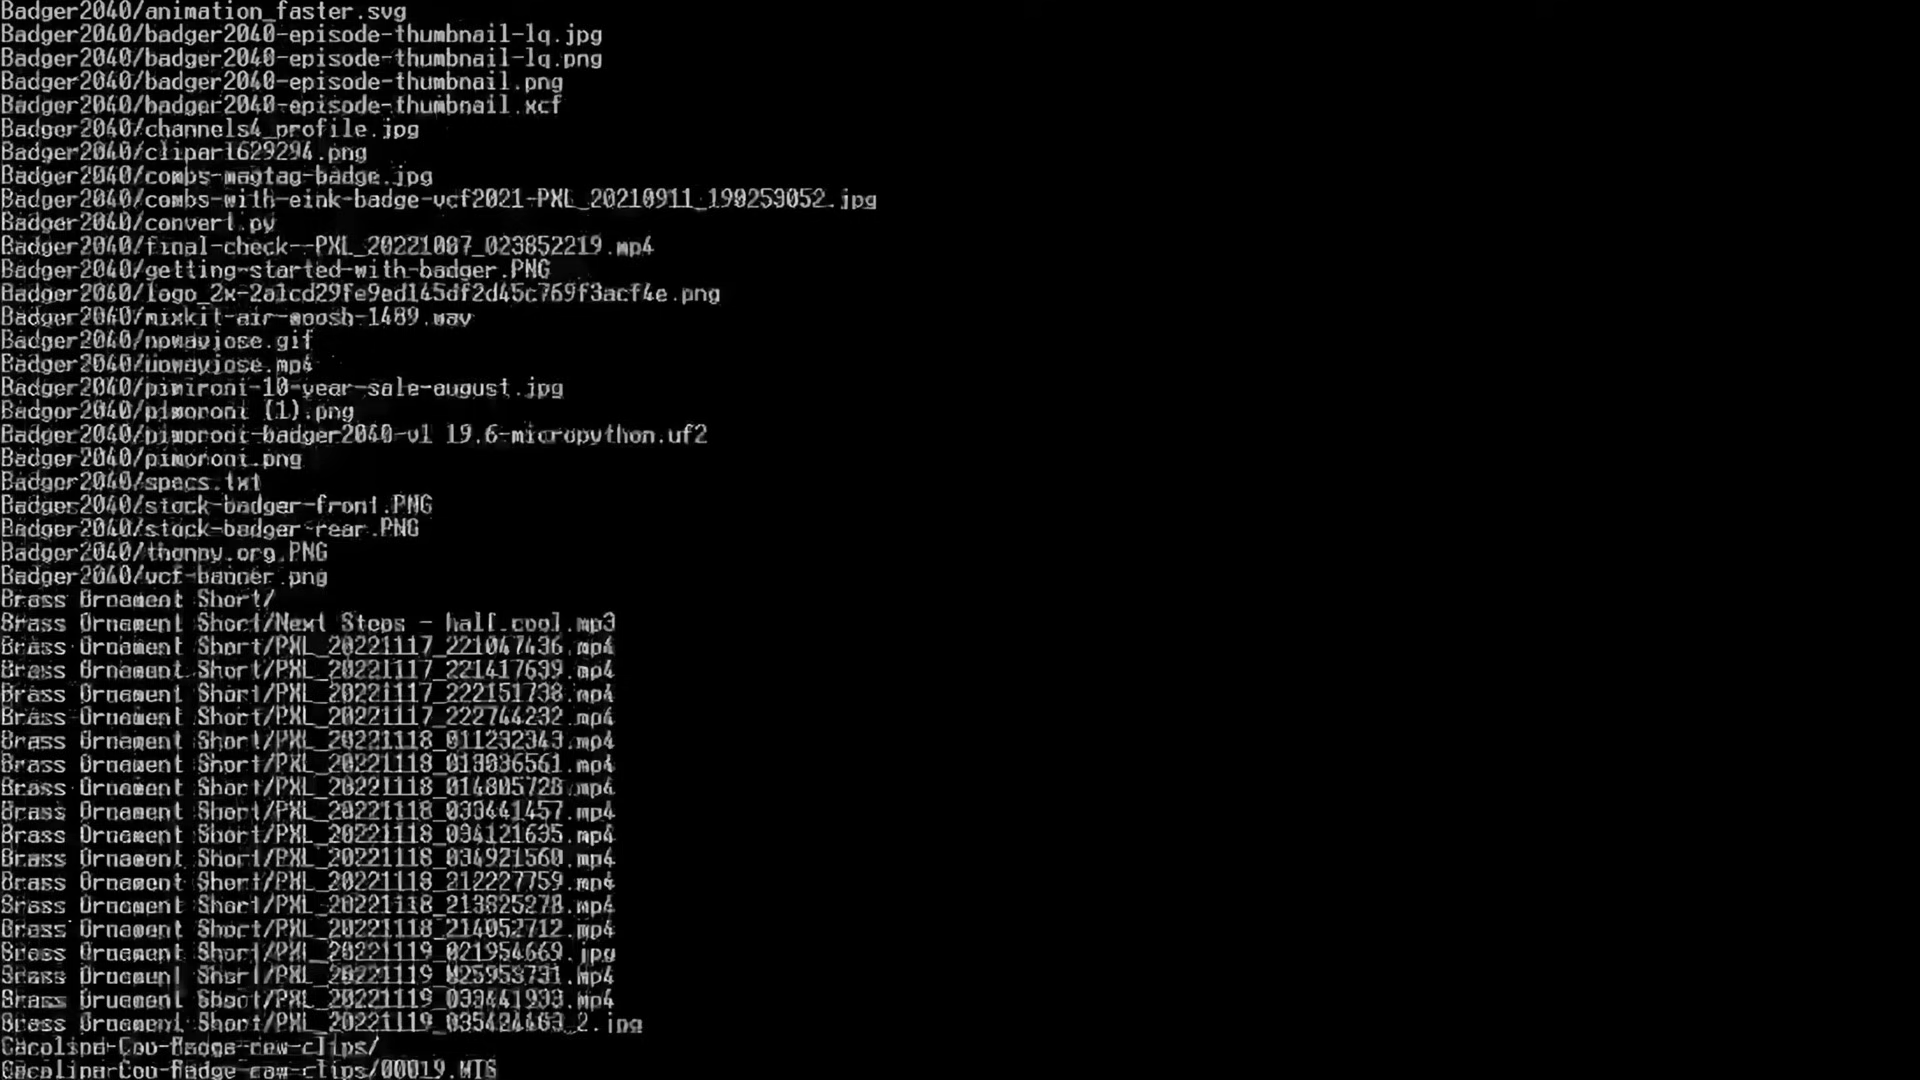 Badger2040/animation_faster.svg
Badger2040/badger2040-episode-thumbnail-lq.jpg
Badger2040/badger2040-episode-thumbnail-lq.png
Badger2040/badger2040-episode-thumbnail.png
Badger2040/badger2040-episode-thumbnail.xcf
Badger2040/channels4_profile.jpg
Badger2040/clipart629294.png
Badger2040/combs-magtag-badge.jpg
Badger2040/combs-with-eink-badge-vcf2021-PXL_20210911_190253052.jpg
Badger2040/convert.py
Badger2040/final-check--PXL_20221007_023852219.mp4
Badger2040/getting-started-with-badger.PNG
Badger2040/logo_2x-2a1cd29fe9ed145df2d45c769f3acf4e.png
Badger2040/mixkit-air-woosh-1489.wav
Badger2040/nowayjose.gif
Badger2040/nowayjose.mp4
Badger2040/pimironi-10-year-sale-august.jpg
Badger2040/pimoroni (1).png
Badger2040/pimoroni-badger2040-v1.19.6-micropython.uf2
Badger2040/pimoroni.png
Badger2040/specs.txt
Badger2040/stock-badger-front.PNG
Badger2040/stock-badger-rear.PNG
Badger2040/thonny.org.PNG
Badger2040/vcf-banner.png
Brass Ornament Short/
Brass Ornament Short/Next Steps - half.cool.mp3
Brass Ornament Short/PXL_20221117_221047436.mp4
Brass Ornament Short/PXL_20221117_221417639.mp4
Brass Ornament Short/PXL_20221117_222151738.mp4
Brass Ornament Short/PXL_20221117_222744232.mp4
Brass Ornament Short/PXL_20221118_011232343.mp4
Brass Ornament Short/PXL_20221118_013036561.mp4
Brass Ornament Short/PXL_20221118_014805728.mp4
Brass Ornament Short/PXL_20221118_033441457.mp4
Brass Ornament Short/PXL_20221118_034121635.mp4
Brass Ornament Short/PXL_20221118_034921560.mp4
Brass Ornament Short/PXL_20221118_212227759.mp4
Brass Ornament Short/PXL_20221118_213825278.mp4
Brass Ornament Short/PXL_20221118_214052712.mp4
Brass Ornament Short/PXL_20221119_021954669.jpg
Brass Ornament Short/PXL_20221119_025953731.mp4
Brass Ornament Short/PXL_20221119_033441933.mp4
Brass Ornament Short/